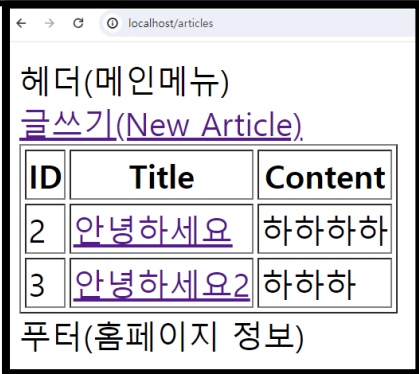 localhost/articles
헤더(메인메뉴)
글쓰기(New Article)
ID Title Content
2 안녕하세요 하하하하
3 안녕하세요2 하하하
푸터(홈페이지 정보)